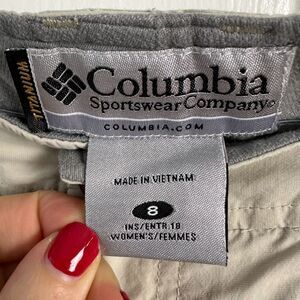 TITANIUM
Columbia
Sportswear Company
COLUMBIA.COM
MADE IN VIETNAM
8
INS/ENTR 18
WOMEN'S/FEMMES